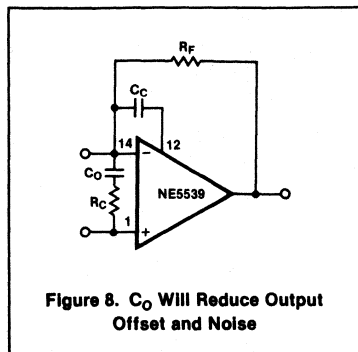 RF
CC
14
12
−
CO
NE5539
RC
1
+
Figure 8. CO Will Reduce Output
Offset and Noise